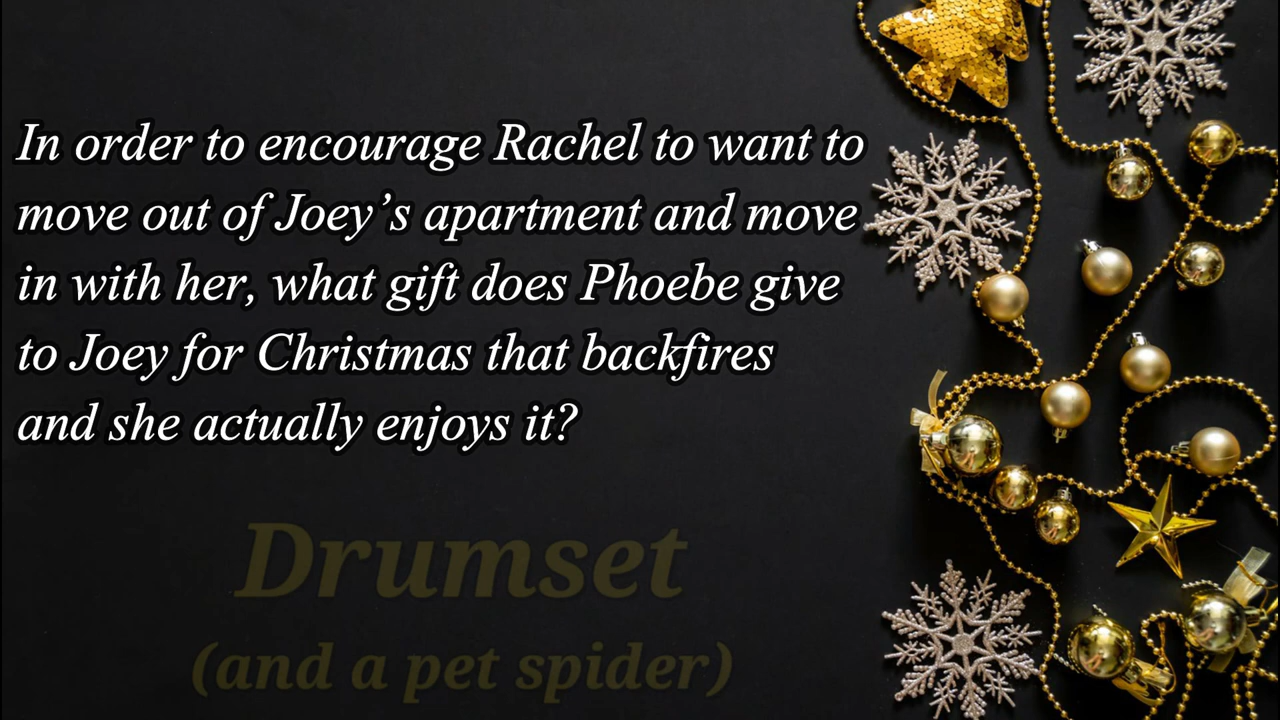 In order to encourage Rachel to want to
move out of Joey’s apartment and move
in with her, what gift does Phoebe give
to Joey for Christmas that backfires
and she actually enjoys it?
Drumset
(and a pet spider)